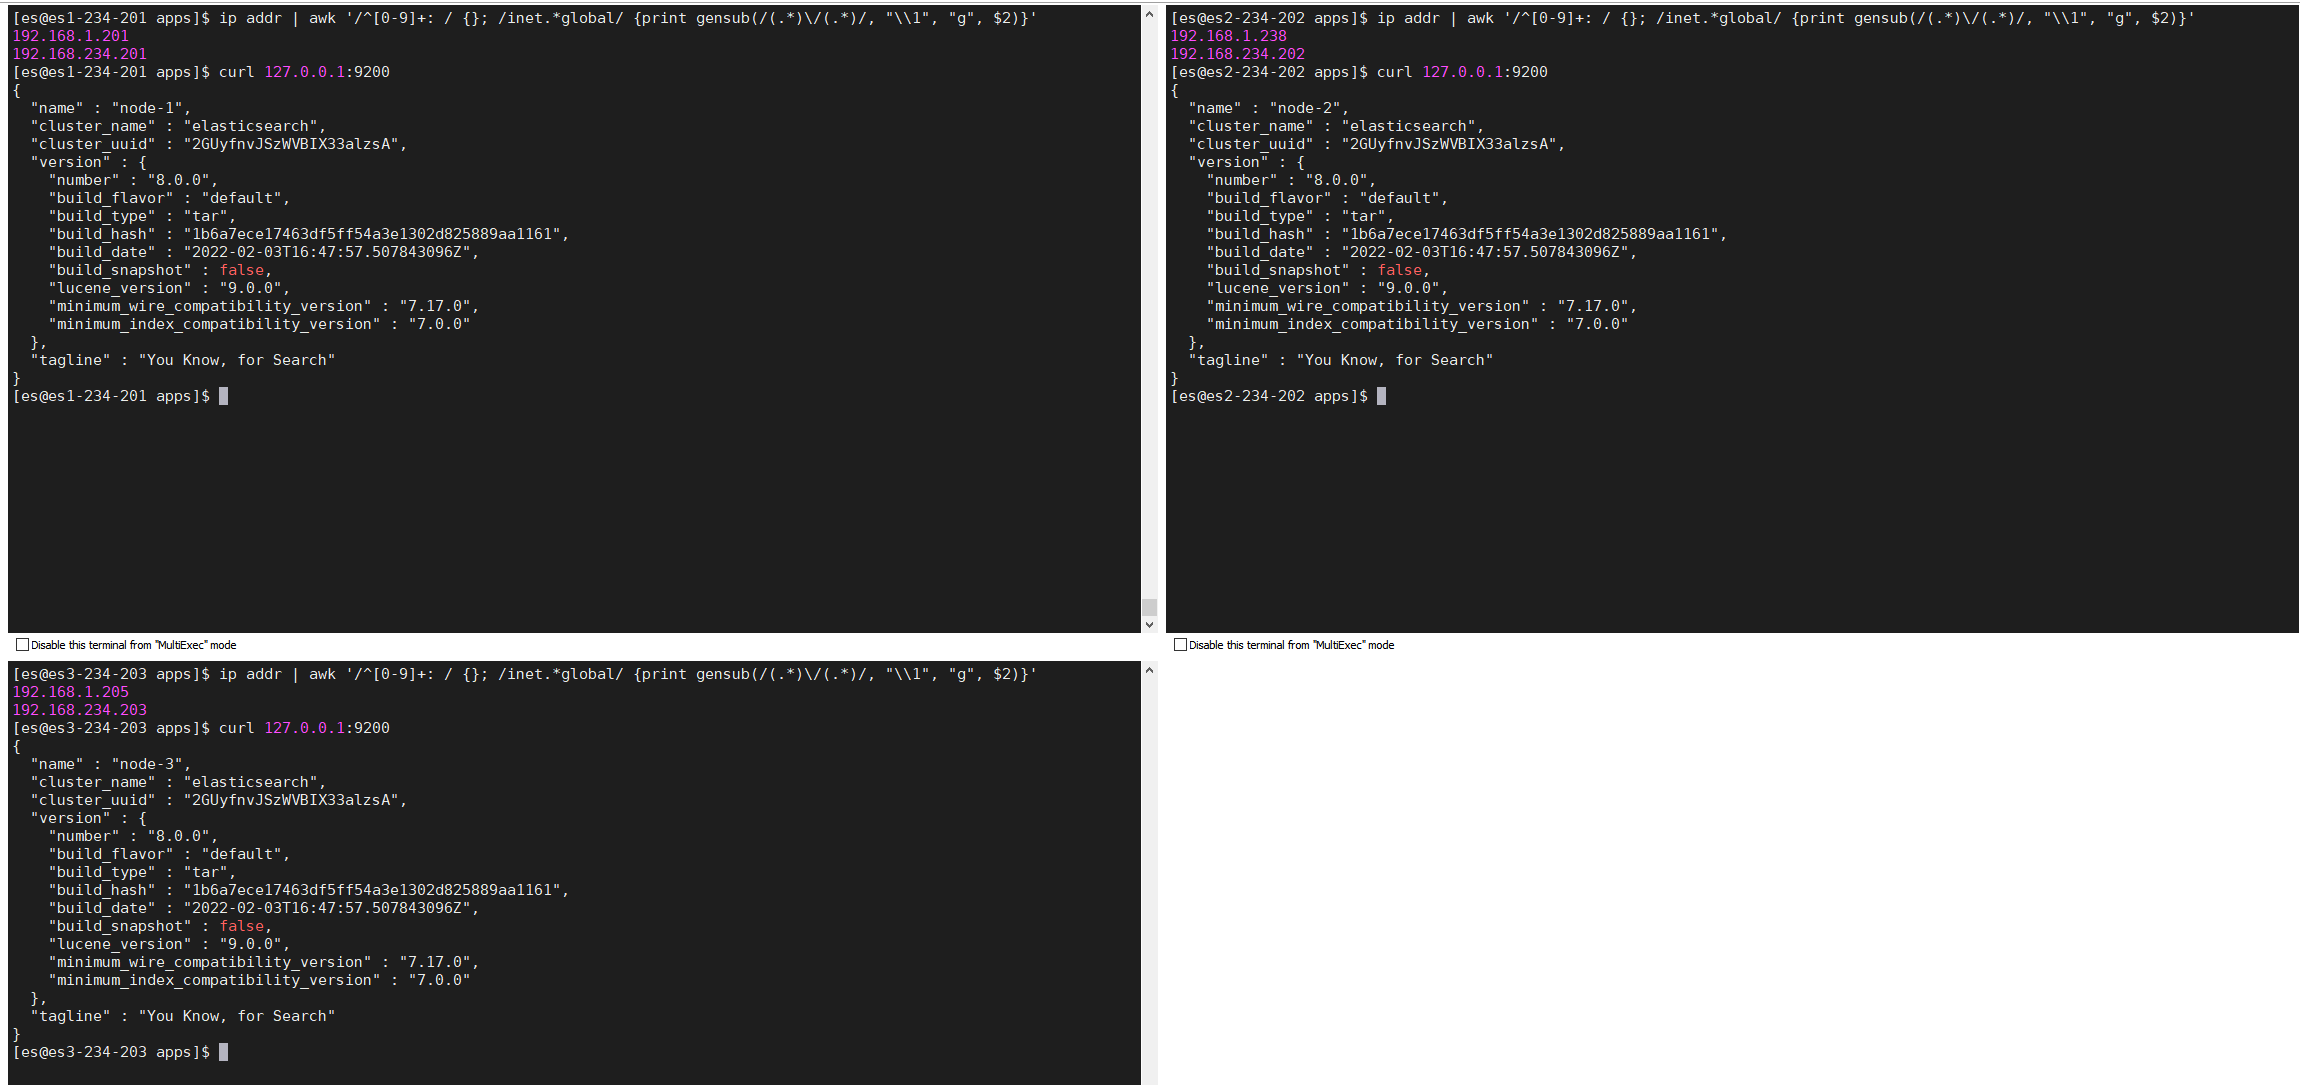 [es@es1-234-201 apps]$ ip addr | awk '/^[0-9]+: / {}; /inet.*global/ {print gensub(/(.*)\/(.*)/, "\\1", "g", $2)}'
192.168.1.201
192.168.234.201
[es@es1-234-201 apps]$ curl 127.0.0.1:9200
{
  "name" : "node-1",
  "cluster_name" : "elasticsearch",
  "cluster_uuid" : "2GUyfnvJSzWVBIX33alzsA",
  "version" : {
    "number" : "8.0.0",
    "build_flavor" : "default",
    "build_type" : "tar",
    "build_hash" : "1b6a7ece17463df5ff54a3e1302d825889aa1161",
    "build_date" : "2022-02-03T16:47:57.507843096Z",
    "build_snapshot" : false,
    "lucene_version" : "9.0.0",
    "minimum_wire_compatibility_version" : "7.17.0",
    "minimum_index_compatibility_version" : "7.0.0"
  },
  "tagline" : "You Know, for Search"
}
[es@es1-234-201 apps]$
Disable this terminal from "MultiExec" mode
[es@es2-234-202 apps]$ ip addr | awk '/^[0-9]+: / {}; /inet.*global/ {print gensub(/(.*)\/(.*)/, "\\1", "g", $2)}'
192.168.1.238
192.168.234.202
[es@es2-234-202 apps]$ curl 127.0.0.1:9200
{
  "name" : "node-2",
  "cluster_name" : "elasticsearch",
  "cluster_uuid" : "2GUyfnvJSzWVBIX33alzsA",
  "version" : {
    "number" : "8.0.0",
    "build_flavor" : "default",
    "build_type" : "tar",
    "build_hash" : "1b6a7ece17463df5ff54a3e1302d825889aa1161",
    "build_date" : "2022-02-03T16:47:57.507843096Z",
    "build_snapshot" : false,
    "lucene_version" : "9.0.0",
    "minimum_wire_compatibility_version" : "7.17.0",
    "minimum_index_compatibility_version" : "7.0.0"
  },
  "tagline" : "You Know, for Search"
}
[es@es2-234-202 apps]$
Disable this terminal from "MultiExec" mode
[es@es3-234-203 apps]$ ip addr | awk '/^[0-9]+: / {}; /inet.*global/ {print gensub(/(.*)\/(.*)/, "\\1", "g", $2)}'
192.168.1.205
192.168.234.203
[es@es3-234-203 apps]$ curl 127.0.0.1:9200
{
  "name" : "node-3",
  "cluster_name" : "elasticsearch",
  "cluster_uuid" : "2GUyfnvJSzWVBIX33alzsA",
  "version" : {
    "number" : "8.0.0",
    "build_flavor" : "default",
    "build_type" : "tar",
    "build_hash" : "1b6a7ece17463df5ff54a3e1302d825889aa1161",
    "build_date" : "2022-02-03T16:47:57.507843096Z",
    "build_snapshot" : false,
    "lucene_version" : "9.0.0",
    "minimum_wire_compatibility_version" : "7.17.0",
    "minimum_index_compatibility_version" : "7.0.0"
  },
  "tagline" : "You Know, for Search"
}
[es@es3-234-203 apps]$